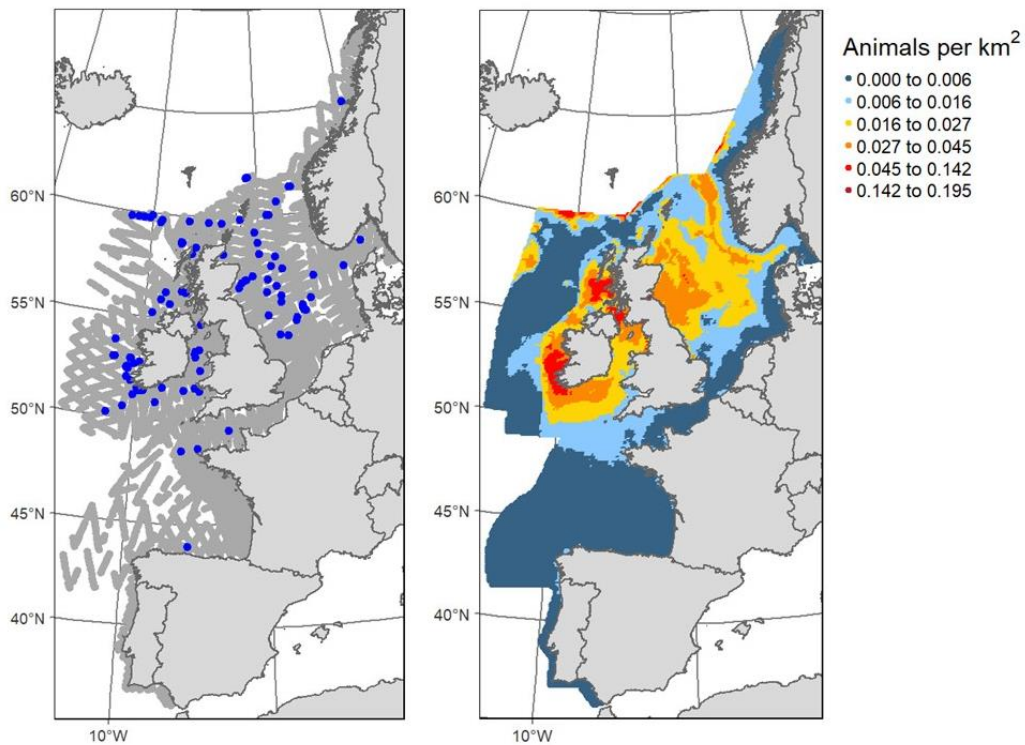 Animals per km²
0.000 to 0.006
0.006 to 0.016
0.016 to 0.027
0.027 to 0.045
0.045 to 0.142
0.142 to 0.195
60°N
55°N
50°N
45°N
40°N
10°W
60°N
55°N
50°N
45°N
40°N
10°W